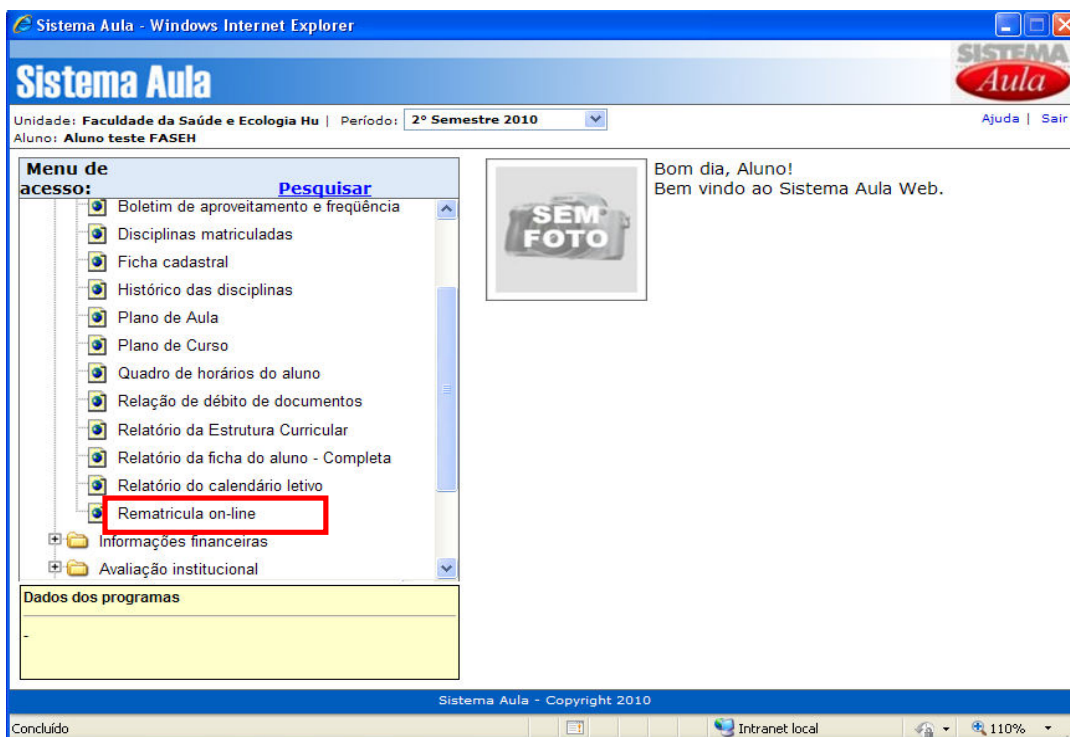 Sistema Aula - Windows Internet Explorer
SISTEMA
Aula
Sistema Aula
Unidade: Faculdade da Saúde e Ecologia Hu | Período: 2º Semestre 2010
Ajuda | Sair
Aluno: Aluno teste FASEH
Menu de
acesso: Pesquisar
Boletim de aproveitamento e freqüência
Disciplinas matriculadas
Ficha cadastral
Histórico das disciplinas
Plano de Aula
Plano de Curso
Quadro de horários do aluno
Relação de débito de documentos
Relatório da Estrutura Curricular
Relatório da ficha do aluno - Completa
Relatório do calendário letivo
Rematricula on-line
Informações financeiras
Avaliação institucional
Dados dos programas
-
SEM
FOTO
Bom dia, Aluno!
Bem vindo ao Sistema Aula Web.
Sistema Aula - Copyright 2010
Concluído
Intranet local
110%